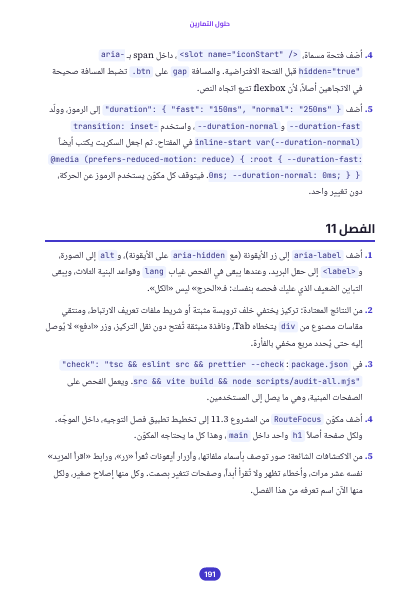 حلول التمارين
4. أضف فتحة مسماة، <slot name="iconStart" />، داخل span بـ aria-
hidden="true" قبل الفتحة الافتراضية. والمسافة gap على .btn، تضبط المسافة صحيحة
في الاتجاهين أصلاً، لأن flexbox تتبع اتجاه النص.
5. أضف "duration": { "fast": "150ms", "normal": "250ms" } إلى الرموز، وولّد
--duration-fast و --duration-normal، واستخدم transition: inset-
inline-start var(--duration-normal) في المفتاح. ثم اجعل السكربت يكتب أيضاً
@media (prefers-reduced-motion: reduce) { :root { --duration-fast:
0ms; --duration-normal: 0ms; } }. فيتوقف كل مكوّن يستخدم الرموز عن الحركة،
دون تغيير واحد.
الفصل 11
1. أضف aria-label إلى زر الأيقونة (مع aria-hidden على الأيقونة)، و alt إلى الصورة،
و <label> إلى حقل البريد. وعندها يبقى في الفحص غياب lang وقواعد البنية الثلاث، ويبقى
التباين الضعيف الذي عليك فحصه بنفسك: فـ«الحرج» ليس «الكل».
2. من النتائج المعتادة: تركيز يختفي خلف ترويسة مثبتة أو شريط ملفات تعريف الارتباط، ومنتقي
مقاسات مصنوع من div يتخطاه Tab، ونافذة منبثقة تُفتح دون نقل التركيز، وزر «ادفع» لا يُوصل
إليه حتى يُحدد مربع مخفي بالفأرة.
3. في package.json: "check": "tsc && eslint src && prettier --check
src && vite build && node scripts/audit-all.mjs". ويعمل الفحص على
الصفحات المبنية، وهي ما يصل إلى المستخدمين.
4. أضف مكوّن RouteFocus من المشروع 11.3 إلى تخطيط تطبيق فصل التوجيه، داخل الموجّه.
ولكل صفحة أصلاً h1 واحد داخل main، وهذا كل ما يحتاجه المكوّن.
5. من الاكتشافات الشائعة: صور توصف بأسماء ملفاتها، وأزرار أيقونات تُقرأ «زر»، ورابط «اقرأ المزيد»
نفسه عشر مرات، وأخطاء تظهر ولا تُقرأ أبداً، وصفحات تتغير بصمت. وكل منها إصلاح صغير، ولكل
منها الآن اسم تعرفه من هذا الفصل.
191